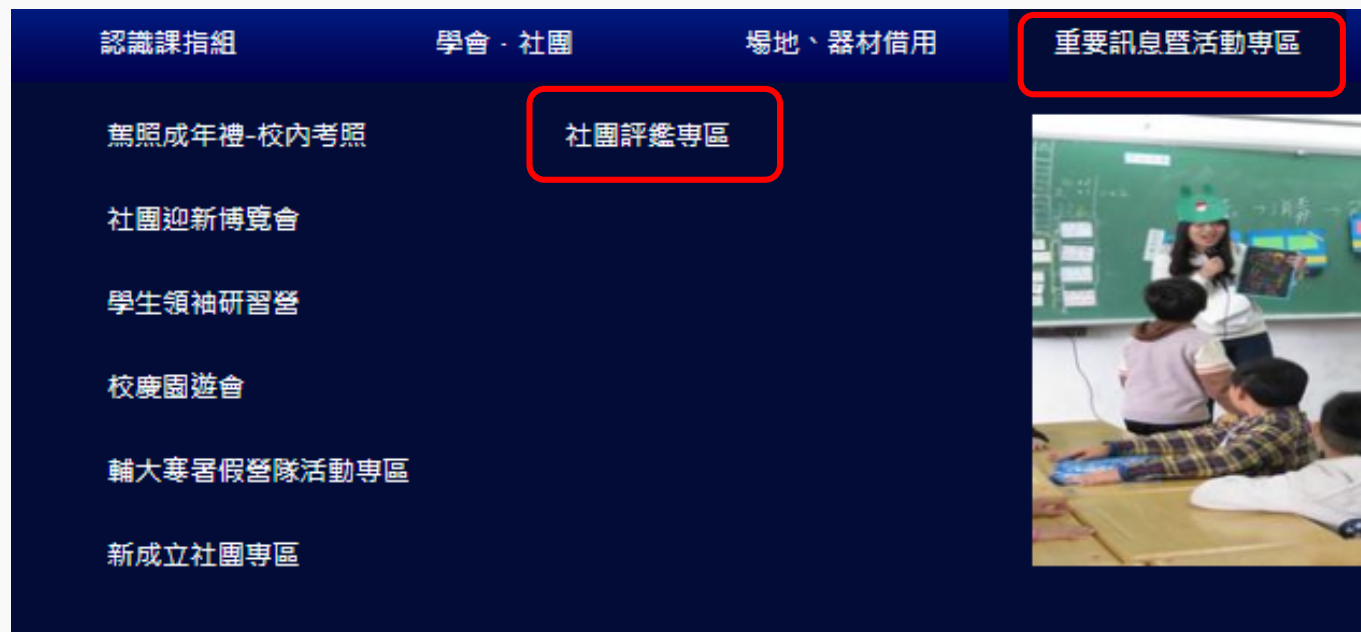 認識課指組 學會．社團 場地、器材借用 重要訊息暨活動專區
駕照成年禮-校內考照 社團評鑑專區
社團迎新博覽會
學生領袖研習營
校慶園遊會
輔大寒暑假營隊活動專區
新成立社團專區